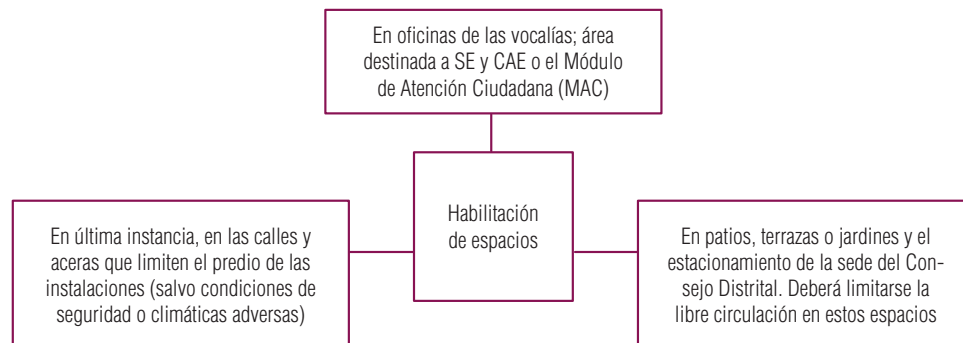 En oficinas de las vocalías; área
destinada a SE y CAE o el Módulo
de Atención Ciudadana (MAC)
Habilitación
de espacios
En última instancia, en las calles y
aceras que limiten el predio de las
instalaciones (salvo condiciones de
seguridad o climáticas adversas)
En patios, terrazas o jardines y el
estacionamiento de la sede del Con-
sejo Distrital. Deberá limitarse la
libre circulación en estos espacios